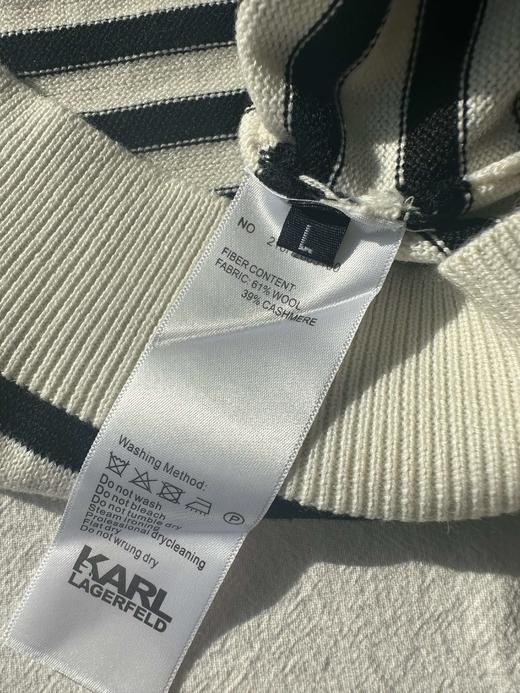 L
NO
FIBER CONTENT
FABRIC: 61% WOOL
39% CASHMERE
Washing Method:
P
Do not wash
Do not bleach
Do not tumble dry
Steam ironing
Professional drycleaning
Flat dry
Do not wrung dry
KARL
LAGERFELD